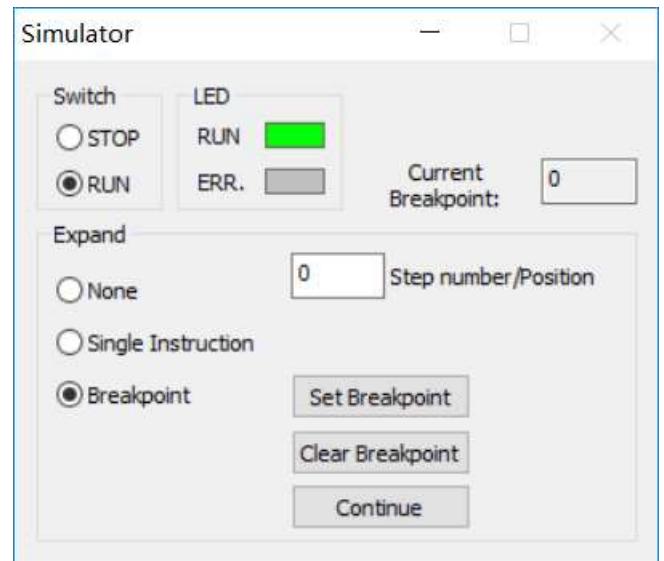 Simulator
Switch
STOP
RUN
LED
RUN
ERR.
Current
Breakpoint:
0
Expand
None
0
Step number/Position
Single Instruction
Breakpoint
Set Breakpoint
Clear Breakpoint
Continue